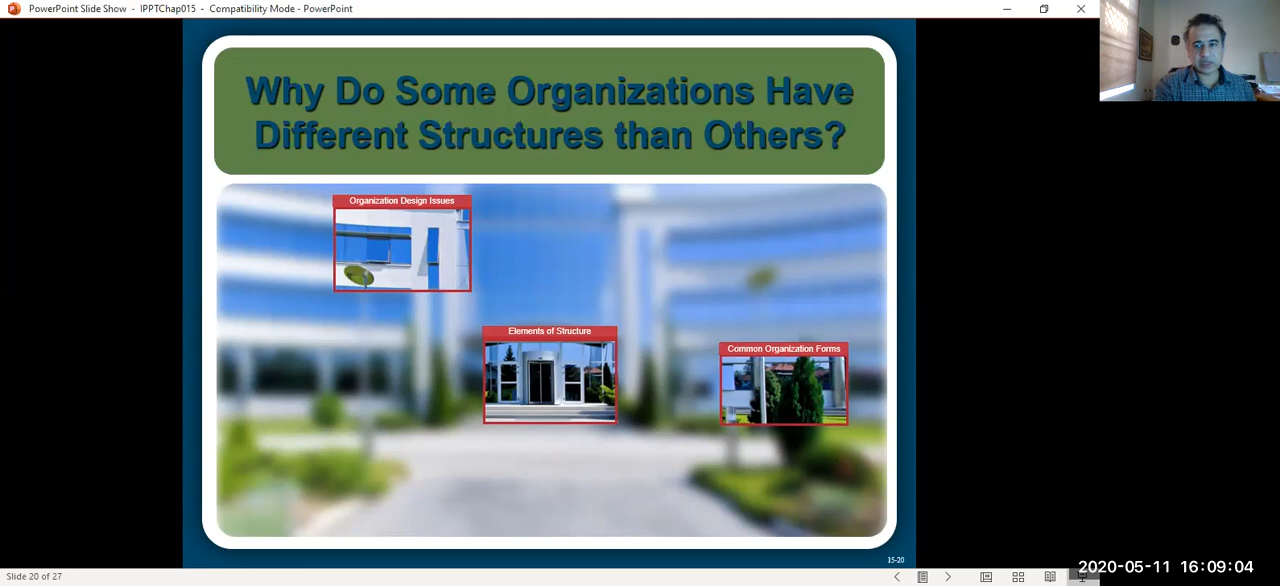 PowerPoint Slide Show - IPPTChap015 - Compatibility Mode - PowerPoint
Why Do Some Organizations Have
Different Structures than Others?
Organization Design Issues
Elements of Structure
Common Organization Forms
15-20
Slide 20 of 27
2020-05-11 16:09:04